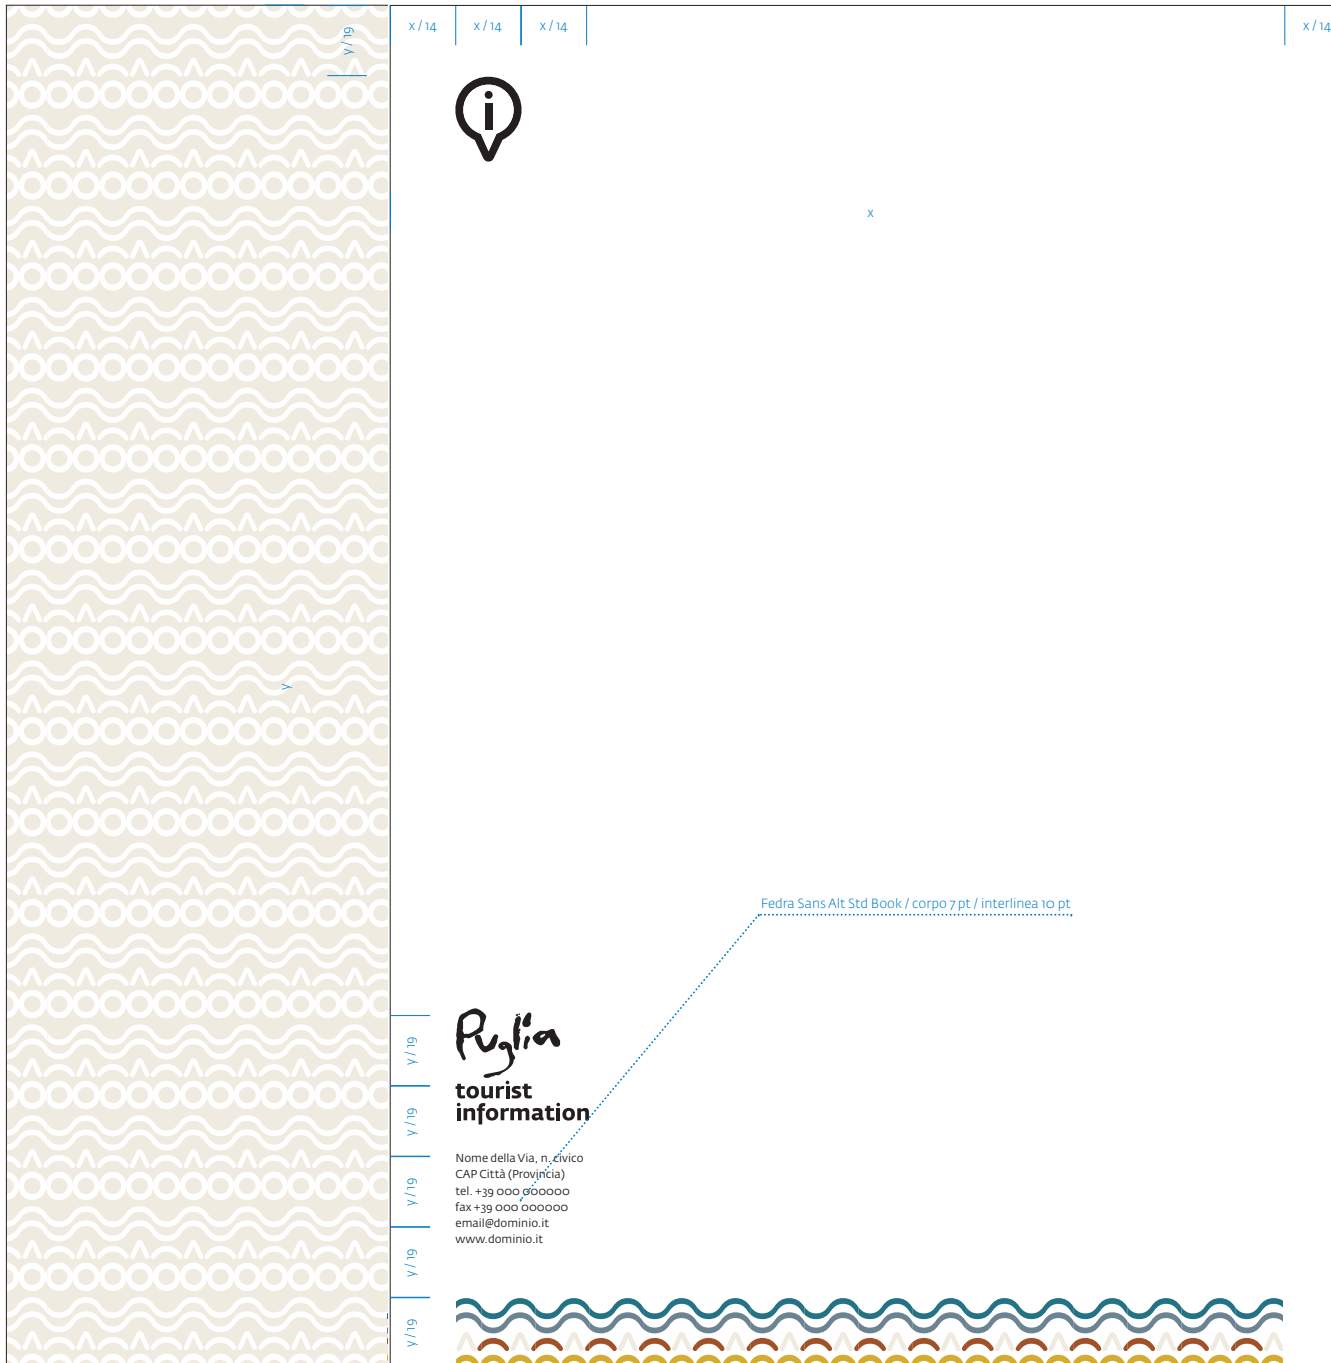 y / 19
x / 14
x / 14
x / 14
x / 14
i
x
y
Fedra Sans Alt Std Book / corpo 7 pt / interlinea 10 pt
y / 19
y / 19
y / 19
y / 19
y / 19
Puglia
tourist
information
Nome della Via, n. civico
CAP Città (Provincia)
tel. +39 000 000000
fax +39 000 000000
email@dominio.it
www.dominio.it